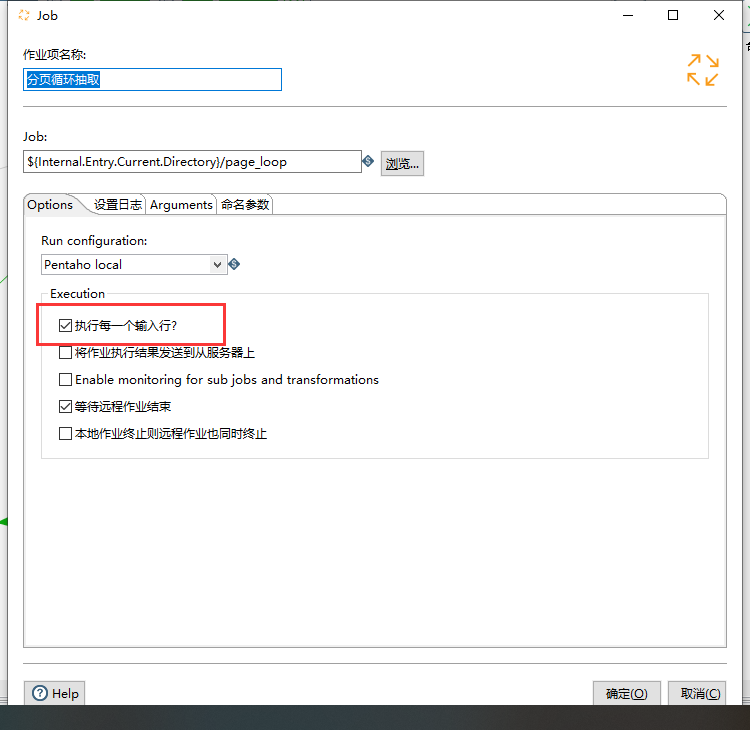 Job
作业项名称:
分页循环抽取
Job:
${Internal.Entry.Current.Directory}/page_loop
浏览...
Options 设置日志 Arguments 命名参数
Run configuration:
Pentaho local
Execution
执行每一个输入行?
将作业执行结果发送到从服务器上
Enable monitoring for sub jobs and transformations
等待远程作业结束
本地作业终止则远程作业也同时终止
Help 确定(O) 取消(C)